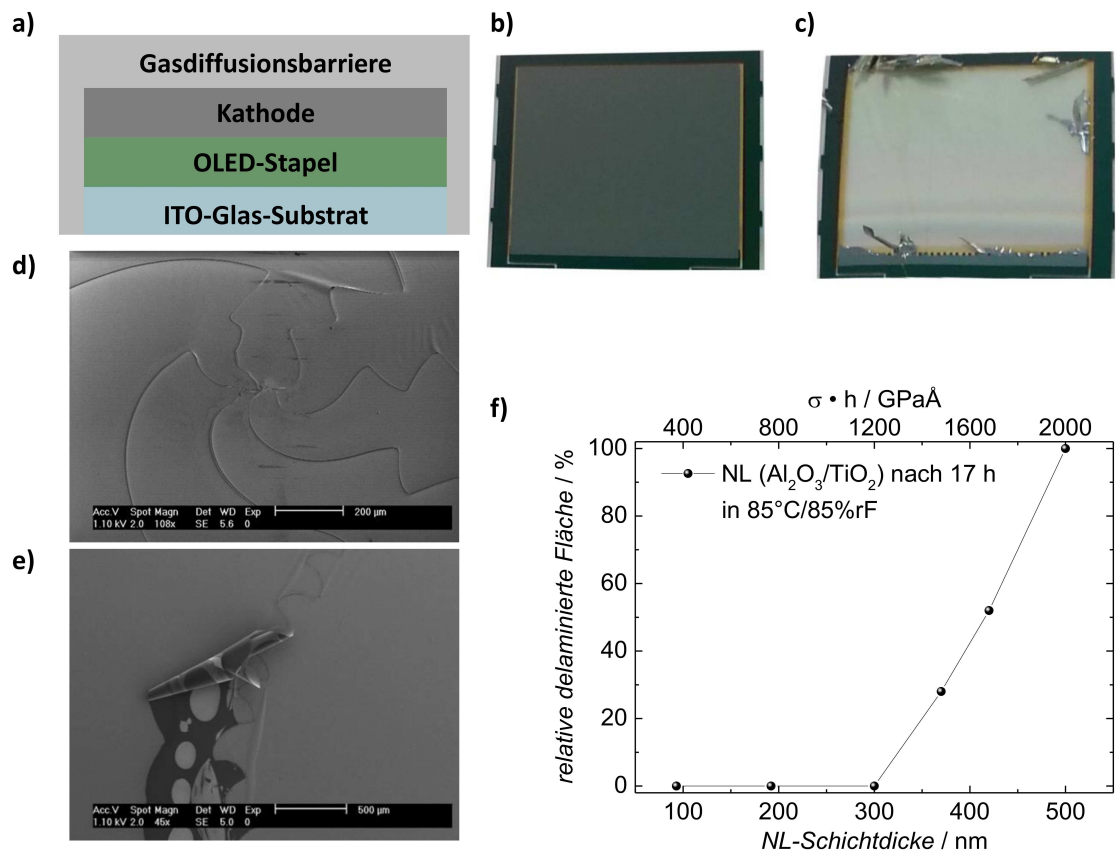 a)
Gasdiffusionsbarriere
Kathode
OLED-Stapel
ITO-Glas-Substrat
b)
c)
d)
Acc.V Spot Magn Det WD Exp
1.10 kV 2.0 108x SE 5.6 0
200 µm
e)
Acc.V Spot Magn Det WD Exp
1.10 kV 2.0 45x SE 5.0 0
500 µm
f)
σ • h / GPaÅ
400 800 1200 1600 2000
relative delaminierte Fläche / %
100
80
60
40
20
0
NL (Al₂O₃/TiO₂) nach 17 h
in 85°C/85%rF
100 200 300 400 500
NL-Schichtdicke / nm